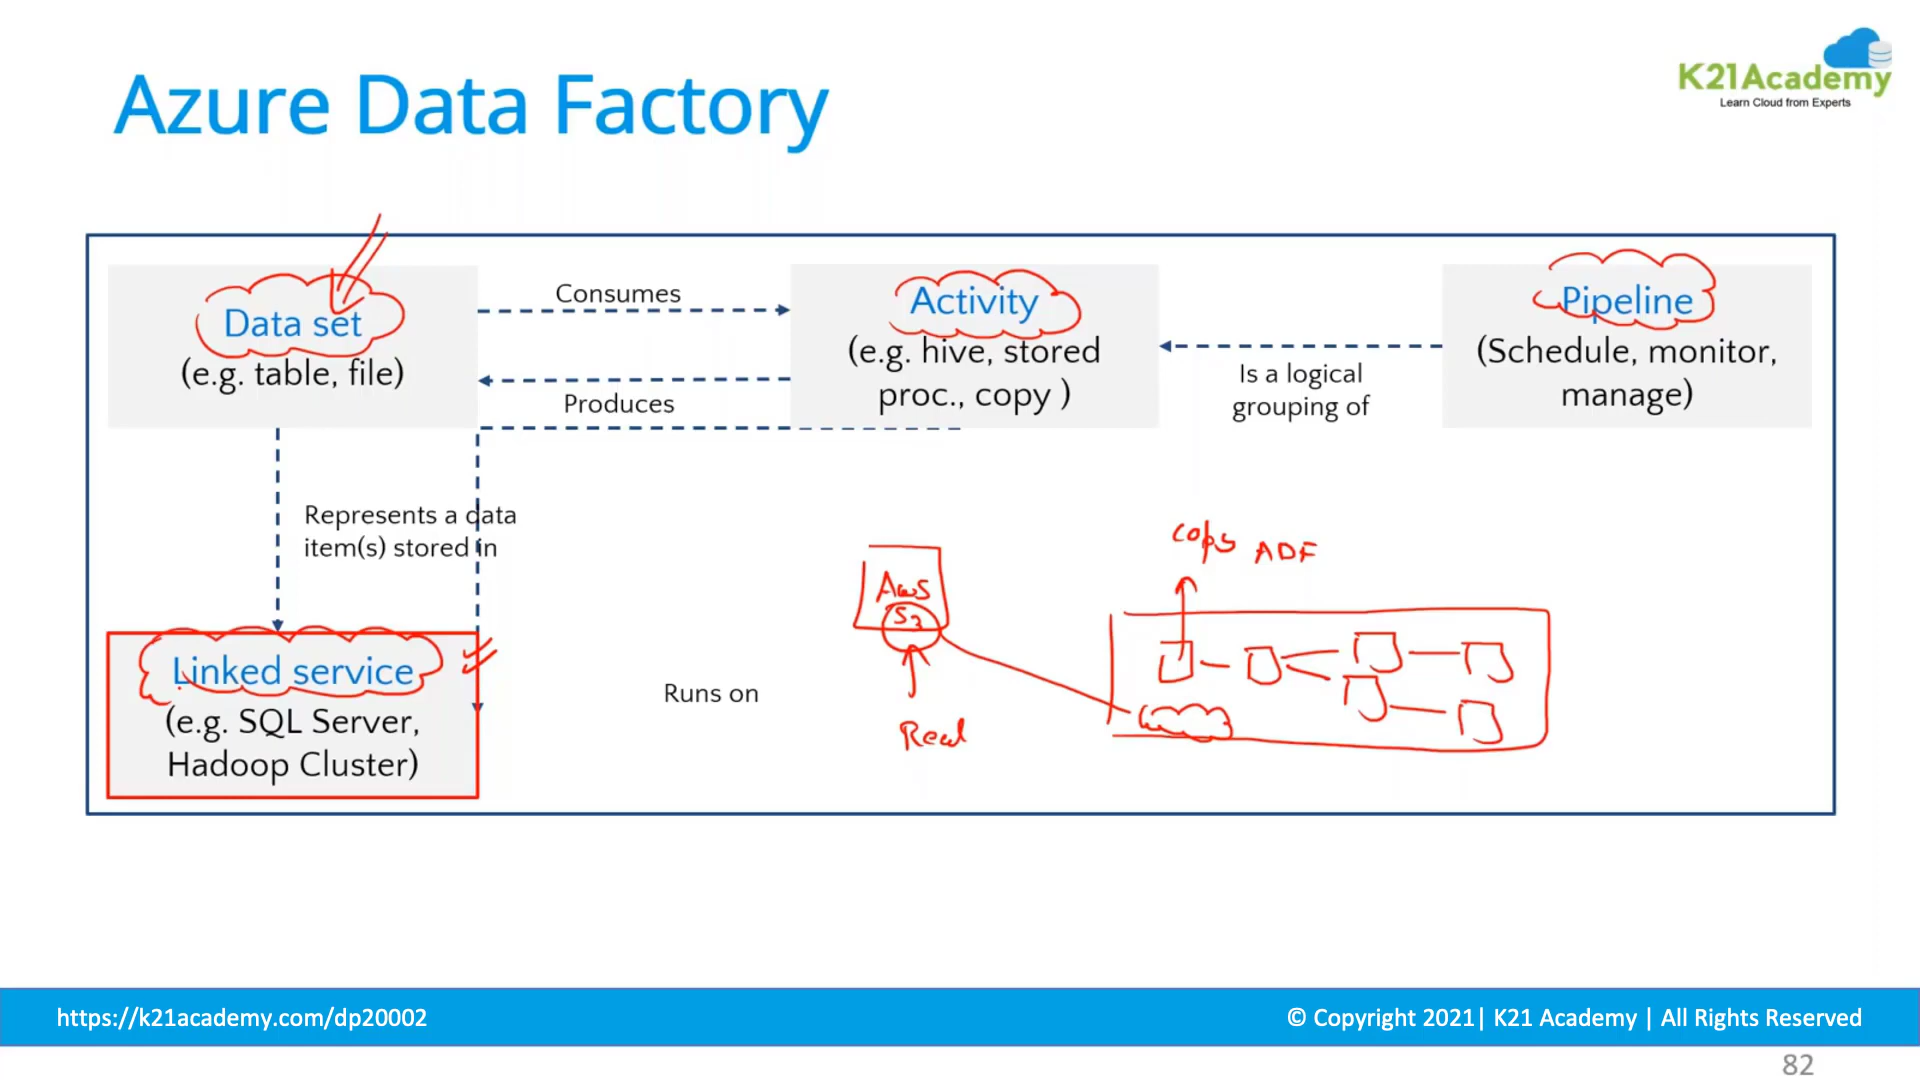 Azure Data Factory
K21Academy
Learn Cloud from Experts
Data set
(e.g. table, file)
Consumes
Produces
Activity
(e.g. hive, stored
proc., copy )
Is a logical
grouping of
Pipeline
(Schedule, monitor,
manage)
Represents a data
item(s) stored in
Linked service
(e.g. SQL Server,
Hadoop Cluster)
Runs on
AWS
S3
Read
copy ADF
https://k21academy.com/dp20002
© Copyright 2021| K21 Academy | All Rights Reserved
82